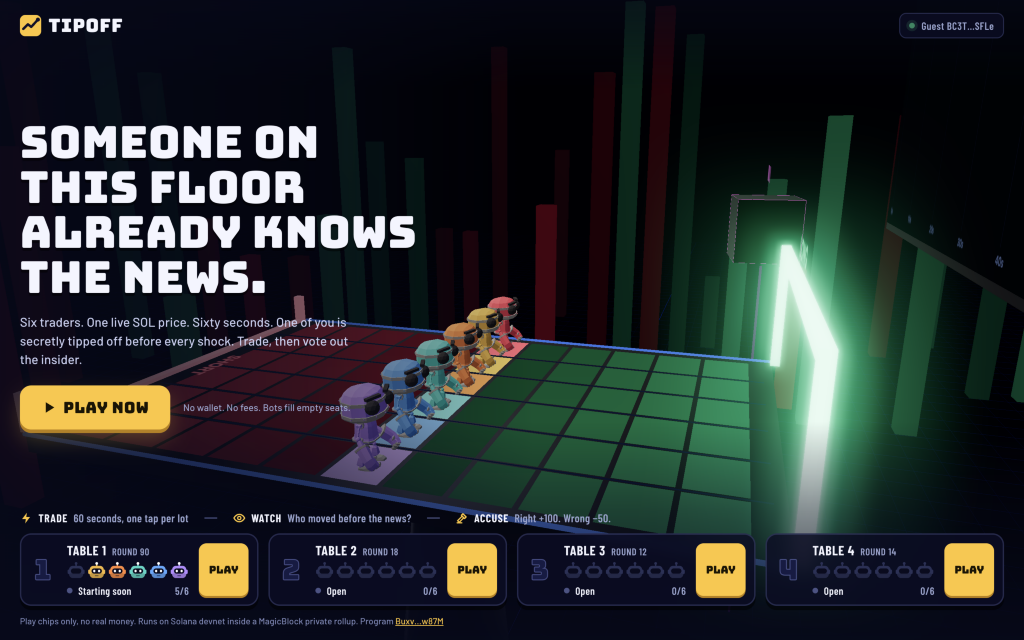 TIPOFF
Guest BC3T...SFLe
SOMEONE ON
THIS FLOOR
ALREADY KNOWS
THE NEWS.
Six traders. One live SOL price. Sixty seconds. One of you is
secretly tipped off before every shock. Trade, then vote out
the insider.
PLAY NOW
No wallet. No fees. Bots fill empty seats.
TRADE 60 seconds, one tap per lot — WATCH Who moved before the news? — ACCUSE Right +100. Wrong −50.
1 TABLE 1 ROUND 90 PLAY
Starting soon 5/6
2 TABLE 2 ROUND 18 PLAY
Open 0/6
3 TABLE 3 ROUND 12 PLAY
Open 0/6
4 TABLE 4 ROUND 14 PLAY
Open 0/6
Play chips only, no real money. Runs on Solana devnet inside a MagicBlock private rollup. Program Buxv...w87M